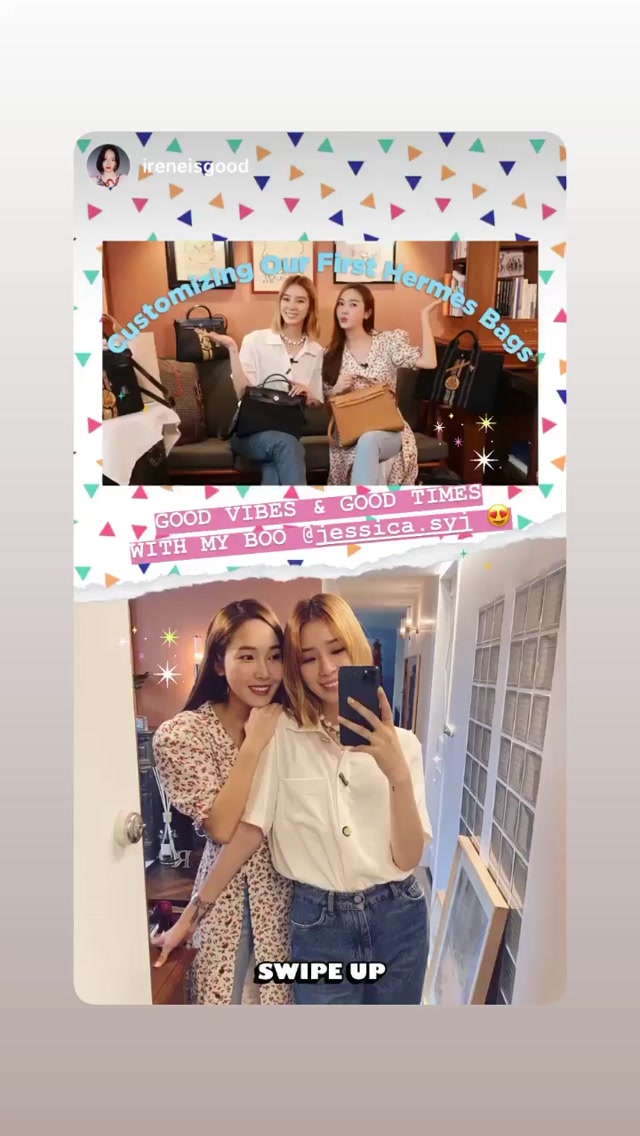 ireneisgood
Customizing Our First Hermès Bags
GOOD VIBES & GOOD TIMES
WITH MY BOO @jessica.syj 😍
SWIPE UP